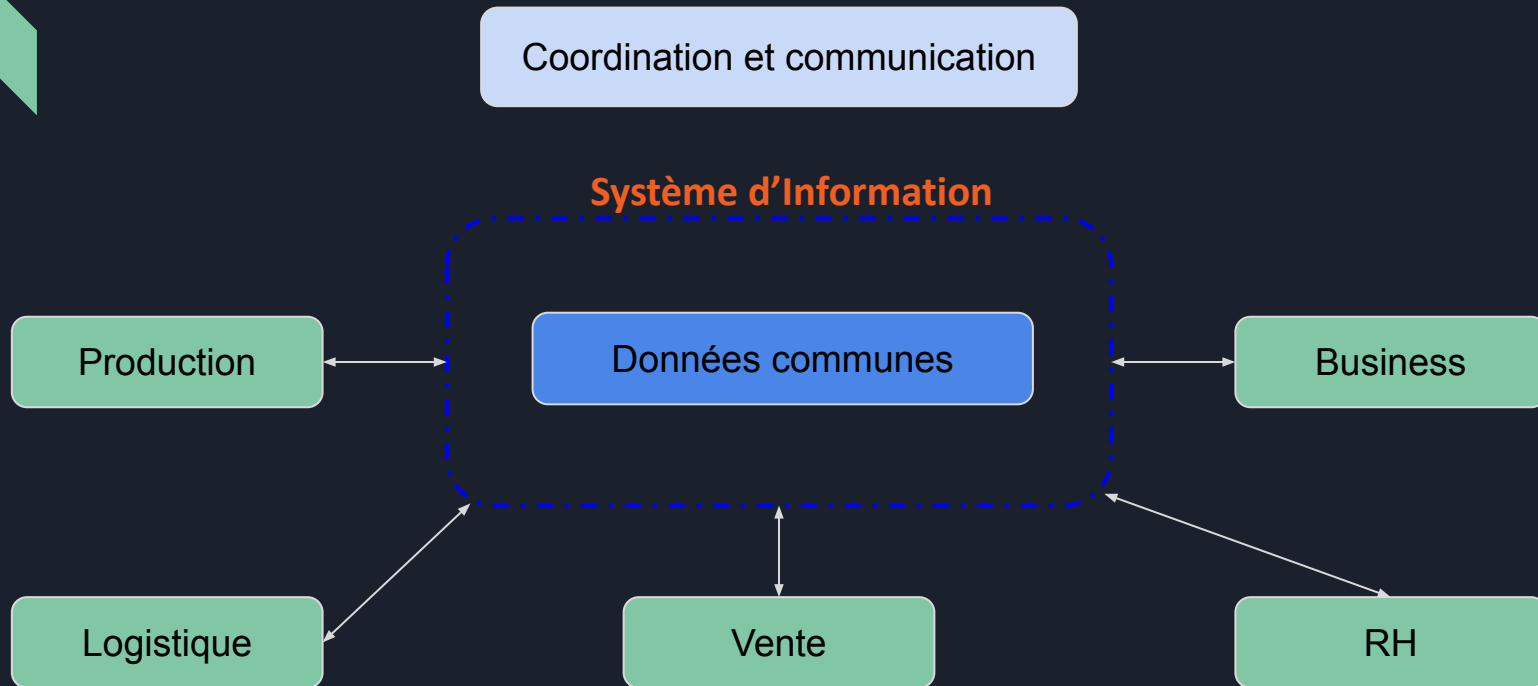 Coordination et communication
Système d’Information
Production
Données communes
Business
Logistique
Vente
RH